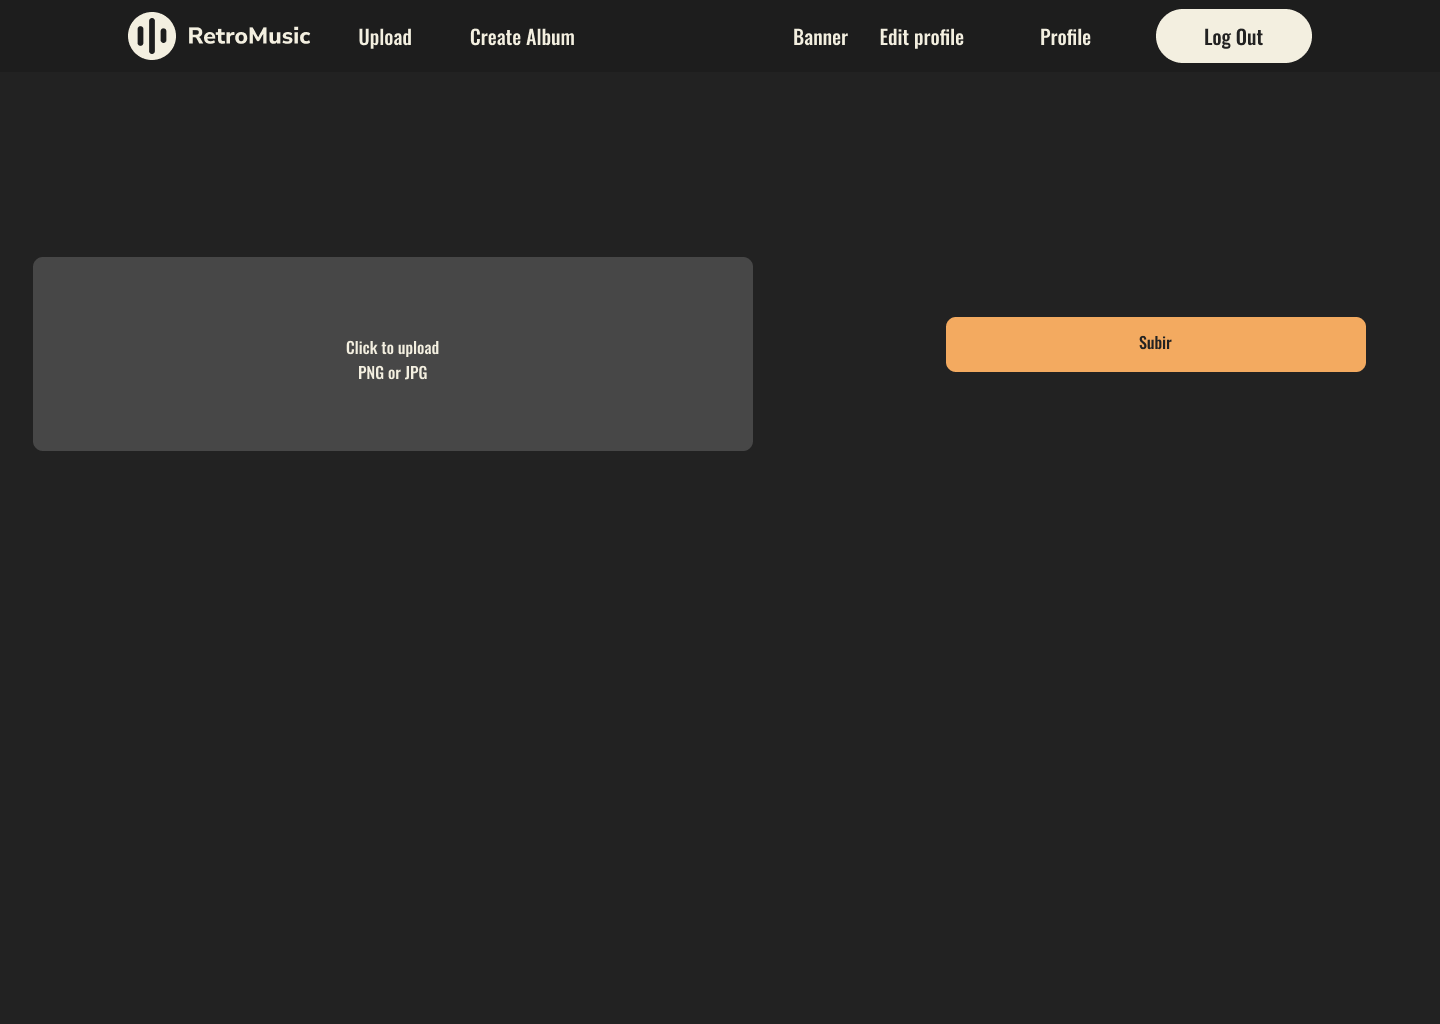 RetroMusic
Upload
Create Album
Banner
Edit profile
Profile
Log Out
Click to upload
PNG or JPG
Subir